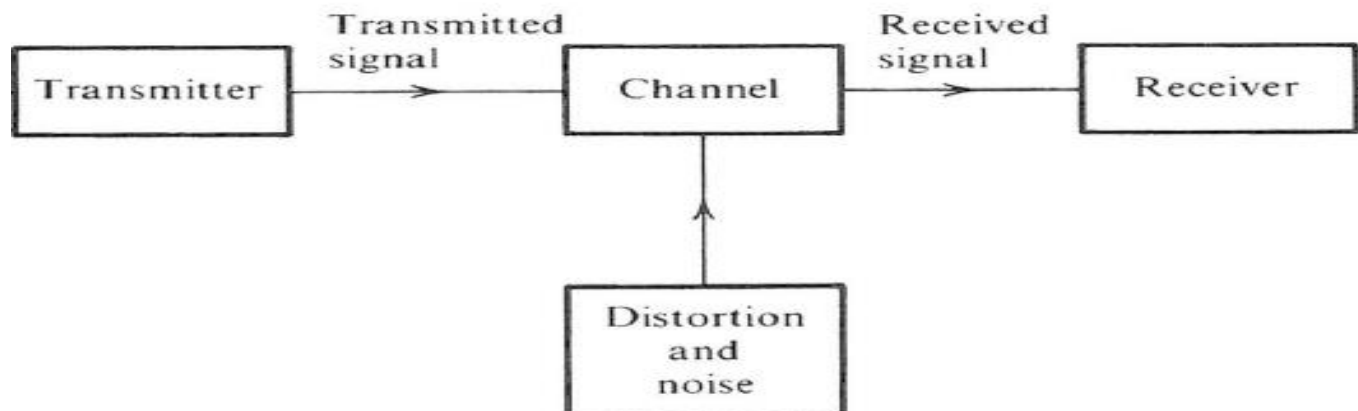 Transmitted
signal
Received
signal
Transmitter
Channel
Receiver
Distortion
and
noise